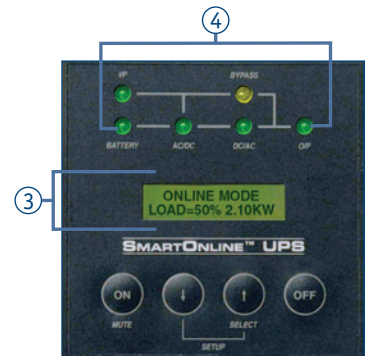 4
I/P BYPASS
BATTERY AC/DC DC/AC O/P
3
ONLINE MODE
LOAD=50% 2.10KW
SMARTONLINE™ UPS
ON ↓ ↑ OFF
MUTE SELECT
SETUP